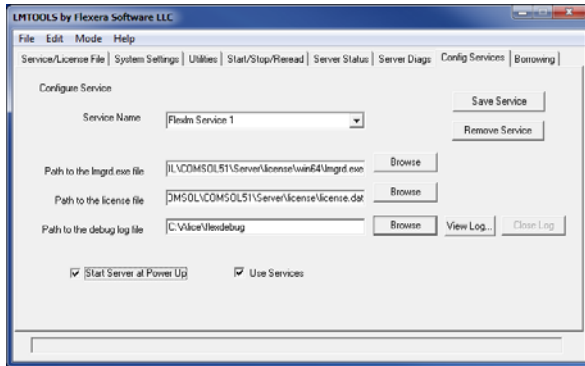 LMTOOLS by Flexera Software LLC
File Edit Mode Help
Service/License File System Settings Utilities Start/Stop/Reread Server Status Server Diags Config Services Borrowing
Configure Service
Save Service
Service Name Flexlm Service 1
Remove Service
Path to the lmgrd.exe file IL\COMSOL51\Server\license\win64\lmgrd.exe Browse
Path to the license file OMSOL\COMSOL51\Server\license\license.dat Browse
Path to the debug log file C:\Alice\flexdebug Browse View Log... Close Log
Start Server at Power Up Use Services